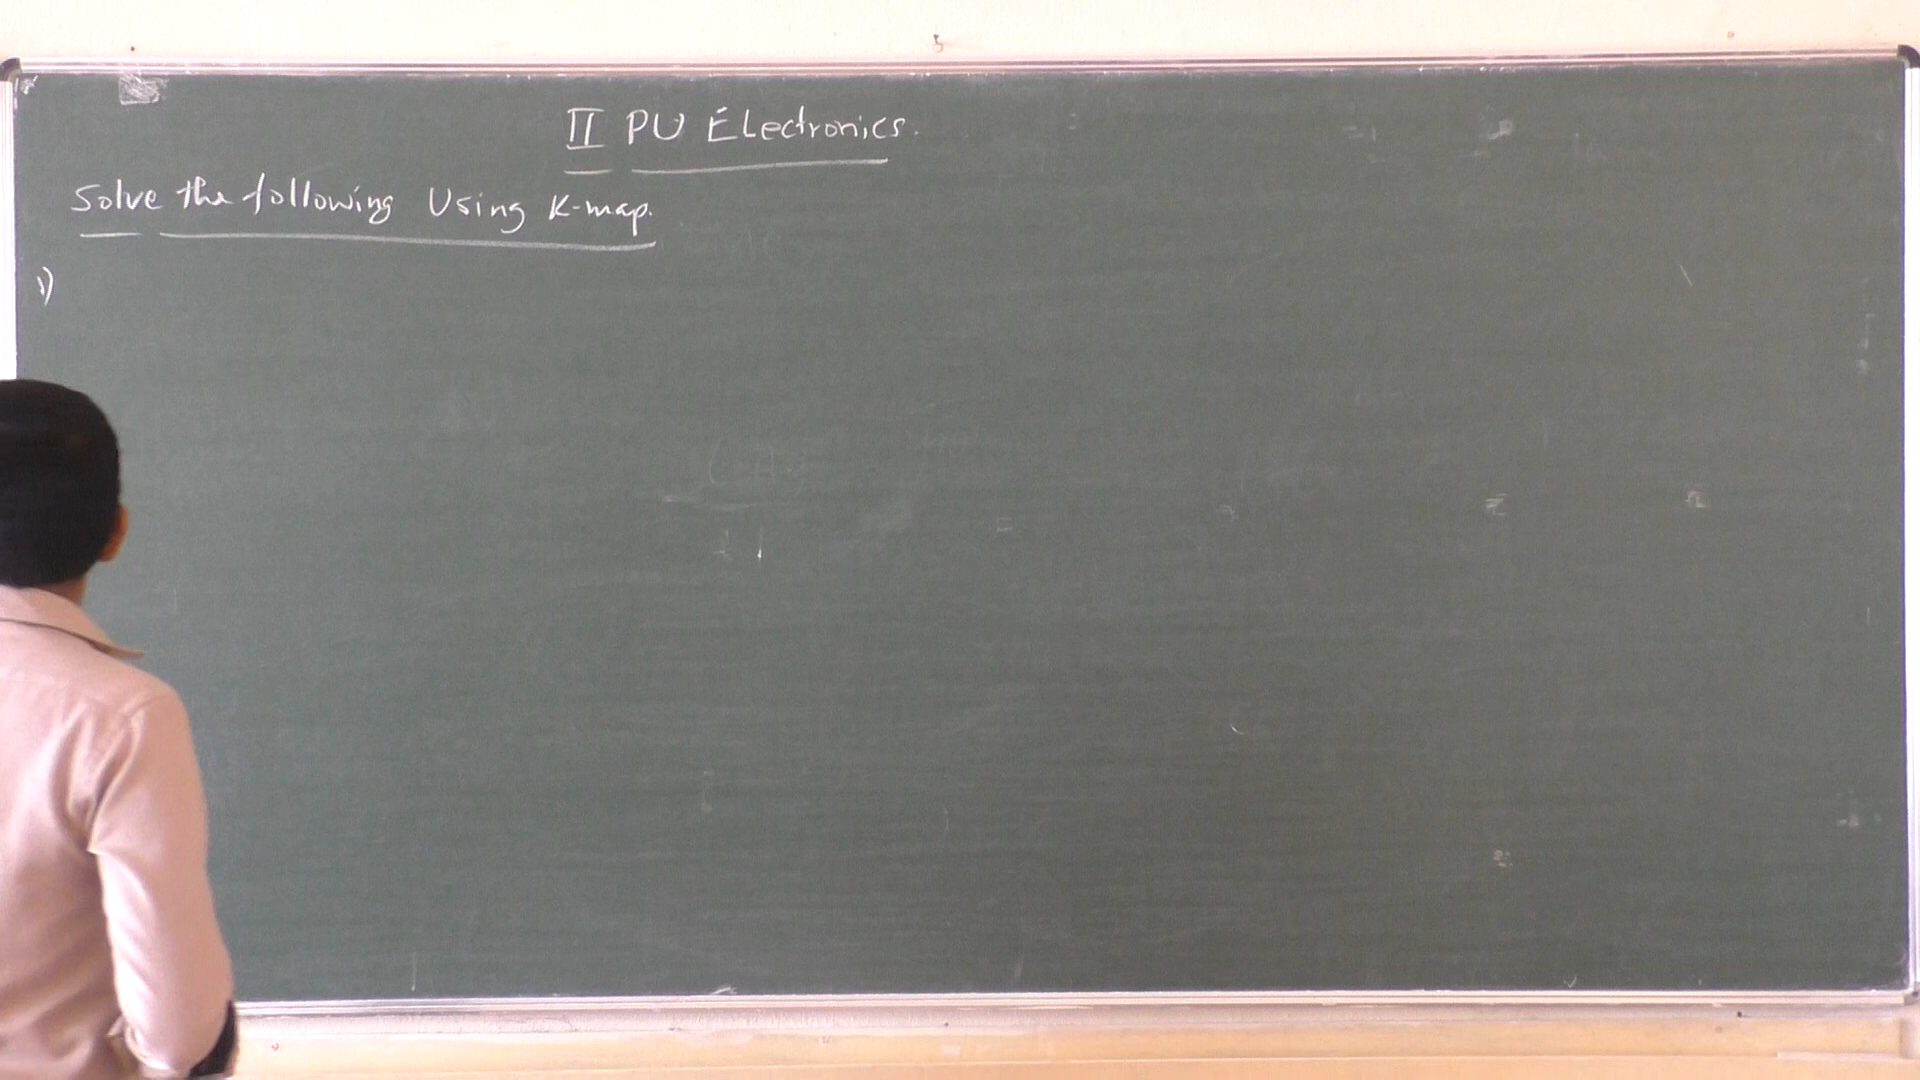 II PU Electronics.
Solve the following Using K-map.
1)